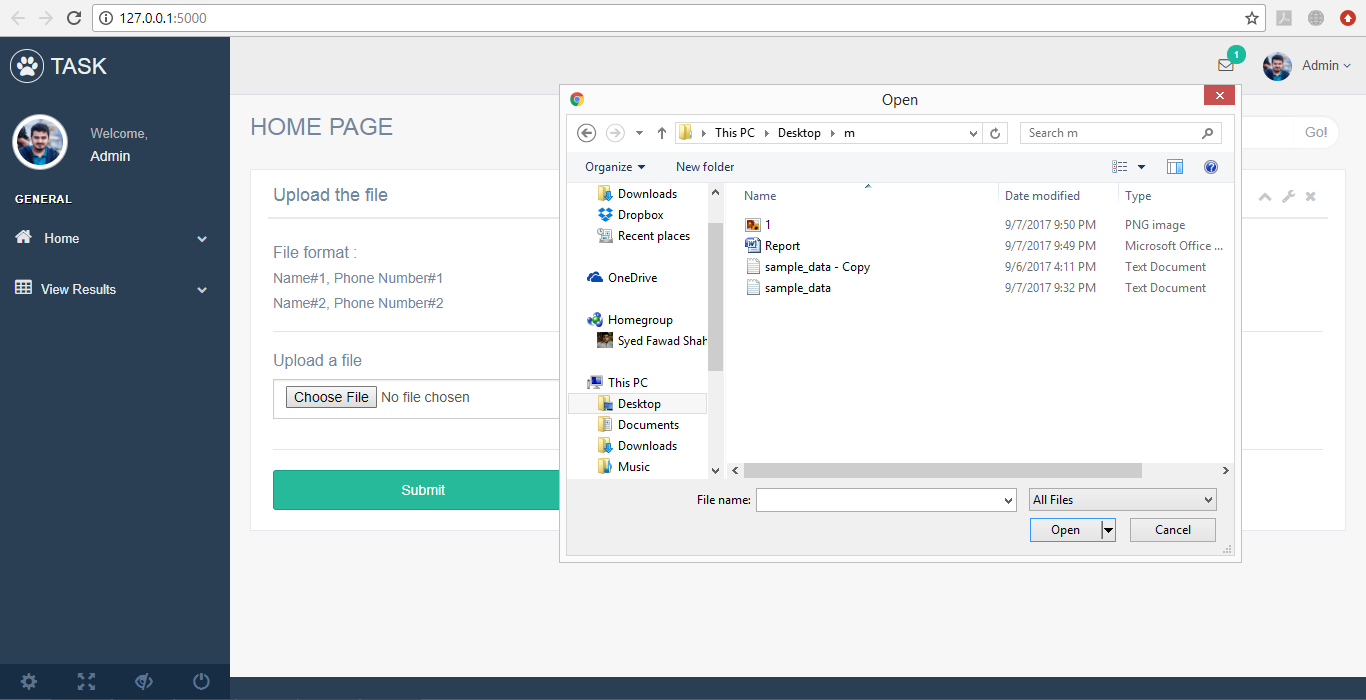 127.0.0.1:5000
TASK
1
Admin
Welcome,
Admin
GENERAL
Home
View Results
HOME PAGE
Go!
Upload the file
File format :
Name#1, Phone Number#1
Name#2, Phone Number#2
Upload a file
Choose File No file chosen
Submit
Open
This PC Desktop m
Search m
Organize New folder
Downloads
Dropbox
Recent places
OneDrive
Homegroup
Syed Fawad Shah
This PC
Desktop
Documents
Downloads
Music
Name Date modified Type
1 9/7/2017 9:50 PM PNG image
Report 9/7/2017 9:49 PM Microsoft Office ...
sample_data - Copy 9/6/2017 4:11 PM Text Document
sample_data 9/7/2017 9:32 PM Text Document
File name: All Files
Open Cancel